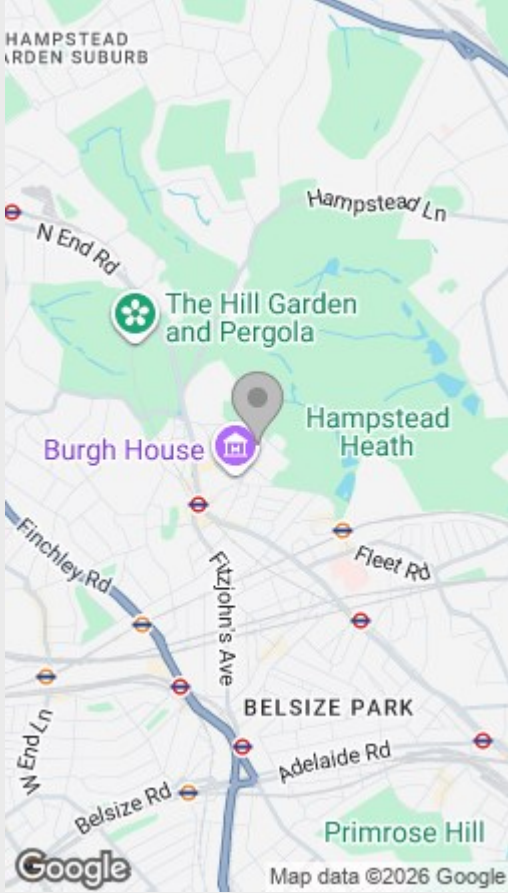 HAMPSTEAD
ARDEN SUBURB
Hampstead Ln
N End Rd
The Hill Garden
and Pergola
Hampstead
Heath
Burgh House
Finchley Rd
Fitzjohn's Ave
Fleet Rd
W End Ln
BELSIZE PARK
Adelaide Rd
Belsize Rd
Primrose Hill
Google
Map data ©2026 Google